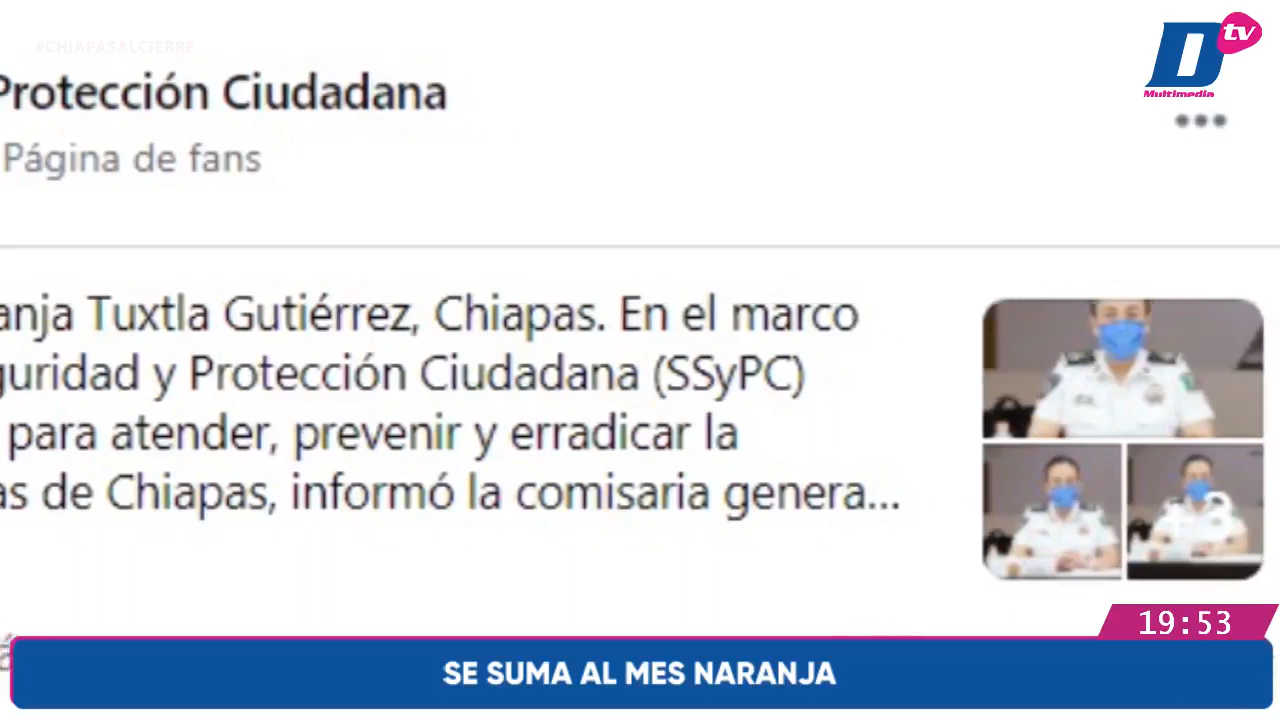 #CHIAPASALCIERRE
D tv
Multimedia
Protección Ciudadana
Página de fans
anja Tuxtla Gutiérrez, Chiapas. En el marco
guridad y Protección Ciudadana (SSyPC)
para atender, prevenir y erradicar la
as de Chiapas, informó la comisaria genera...
+3
19:53
SE SUMA AL MES NARANJA